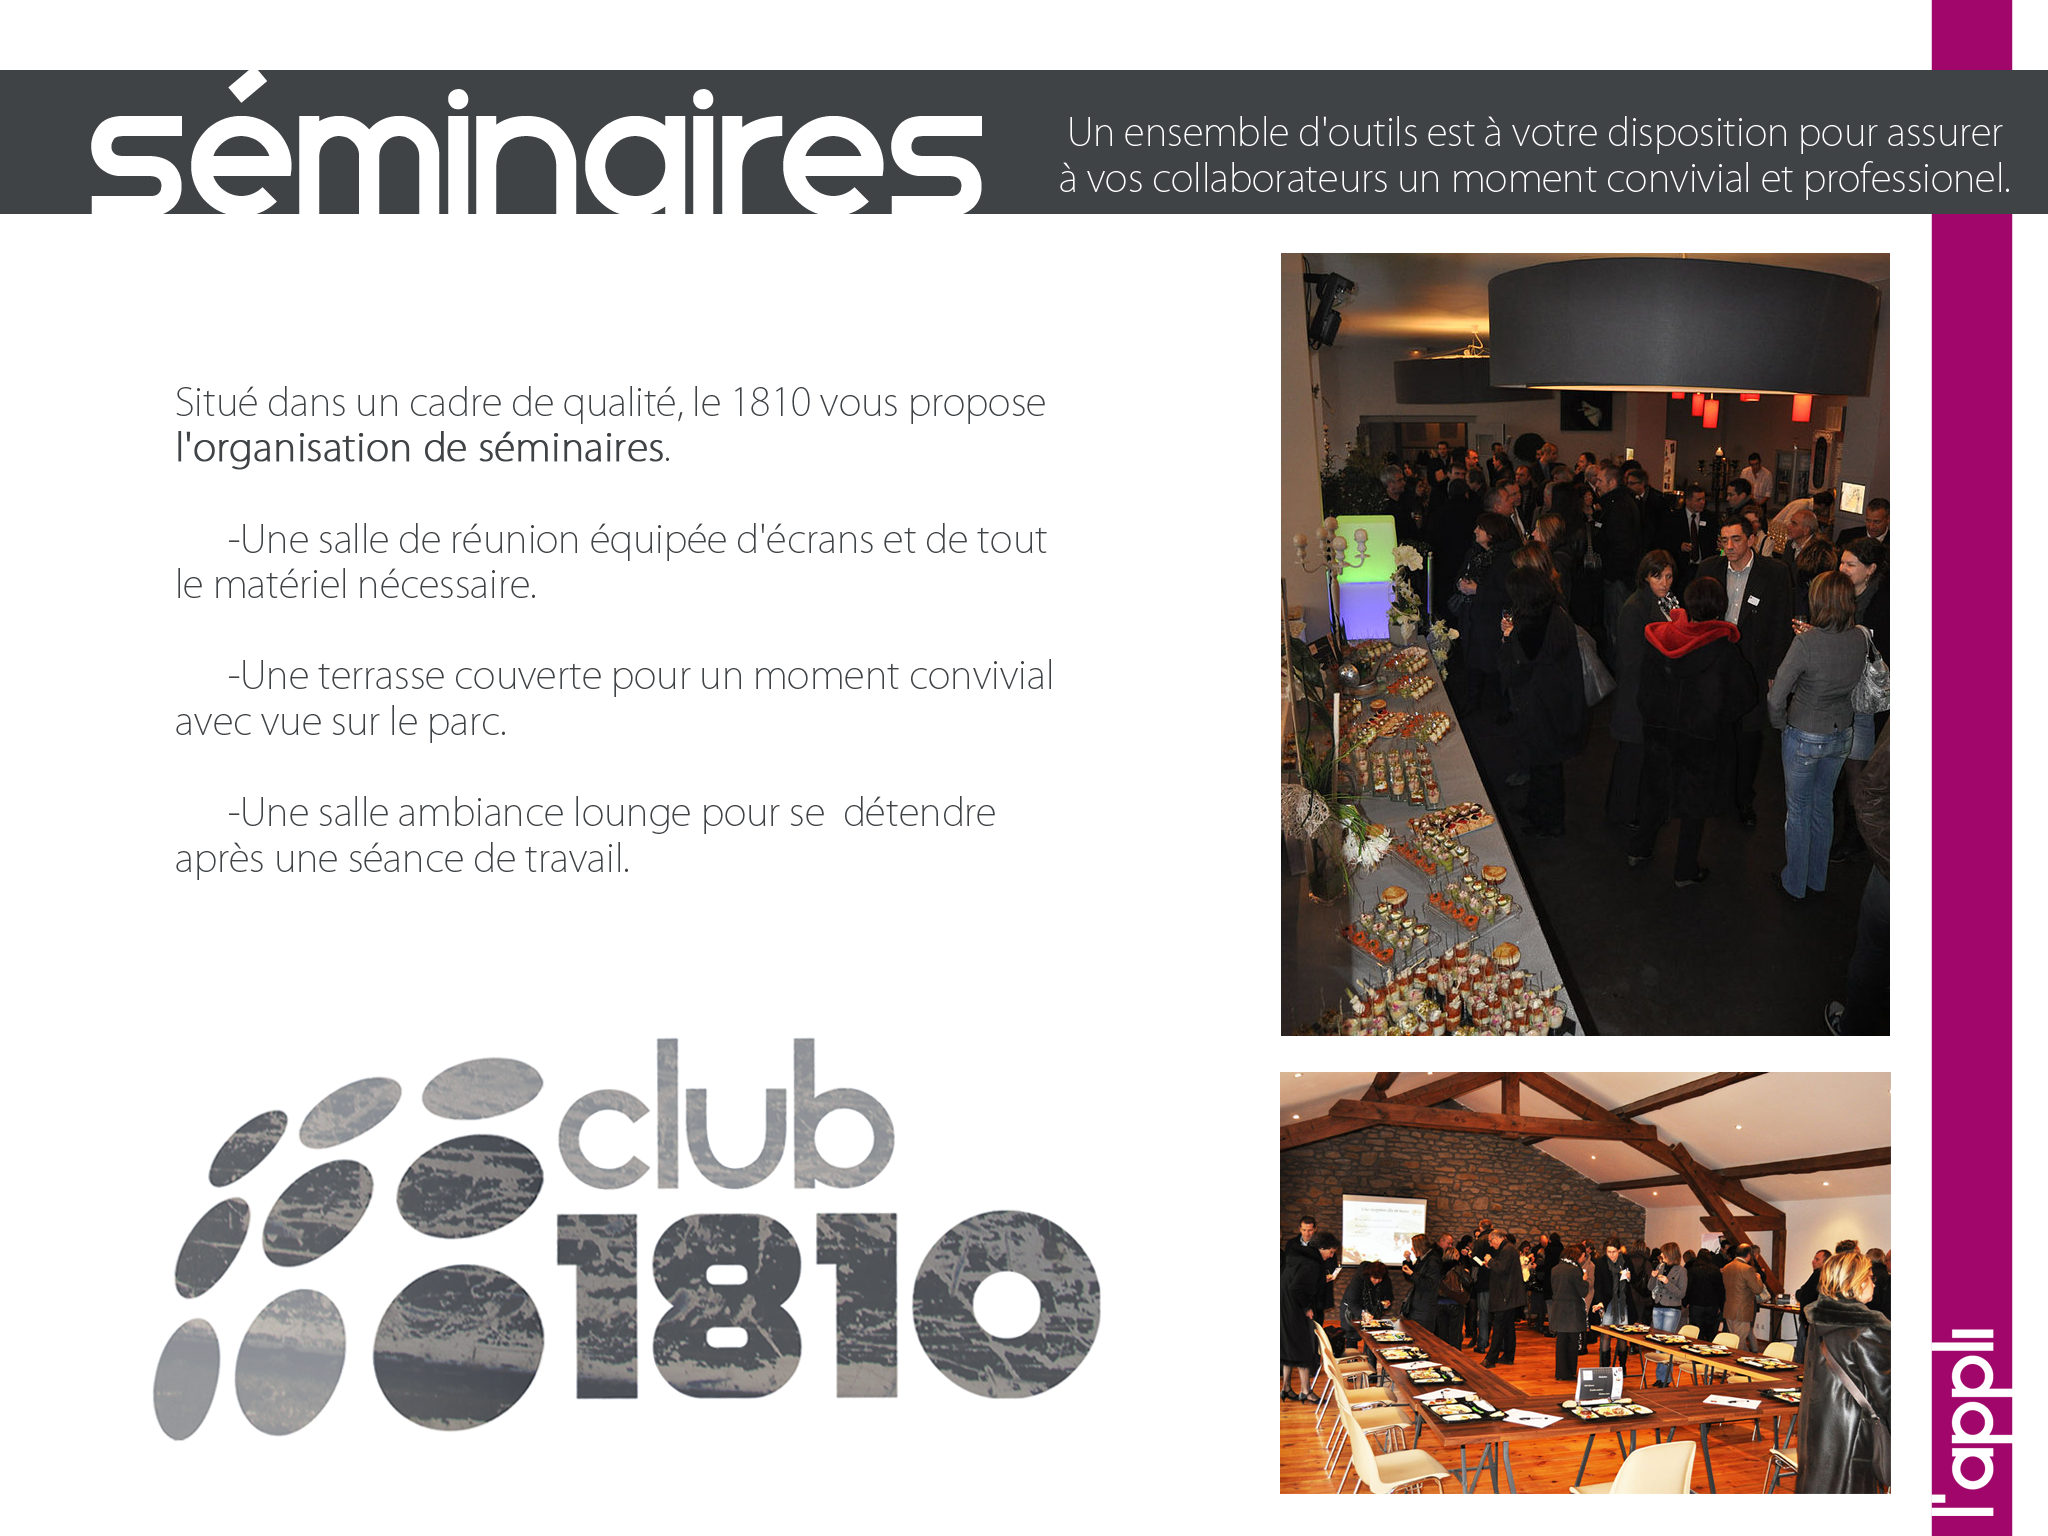 séminaires
Un ensemble d'outils est à votre disposition pour assurer
à vos collaborateurs un moment convivial et professionel.
Situé dans un cadre de qualité, le 1810 vous propose
l'organisation de séminaires.
-Une salle de réunion équipée d'écrans et de tout
le matériel nécessaire.
-Une terrasse couverte pour un moment convivial
avec vue sur le parc.
-Une salle ambiance lounge pour se  détendre
après une séance de travail.
club
1810
l'appli